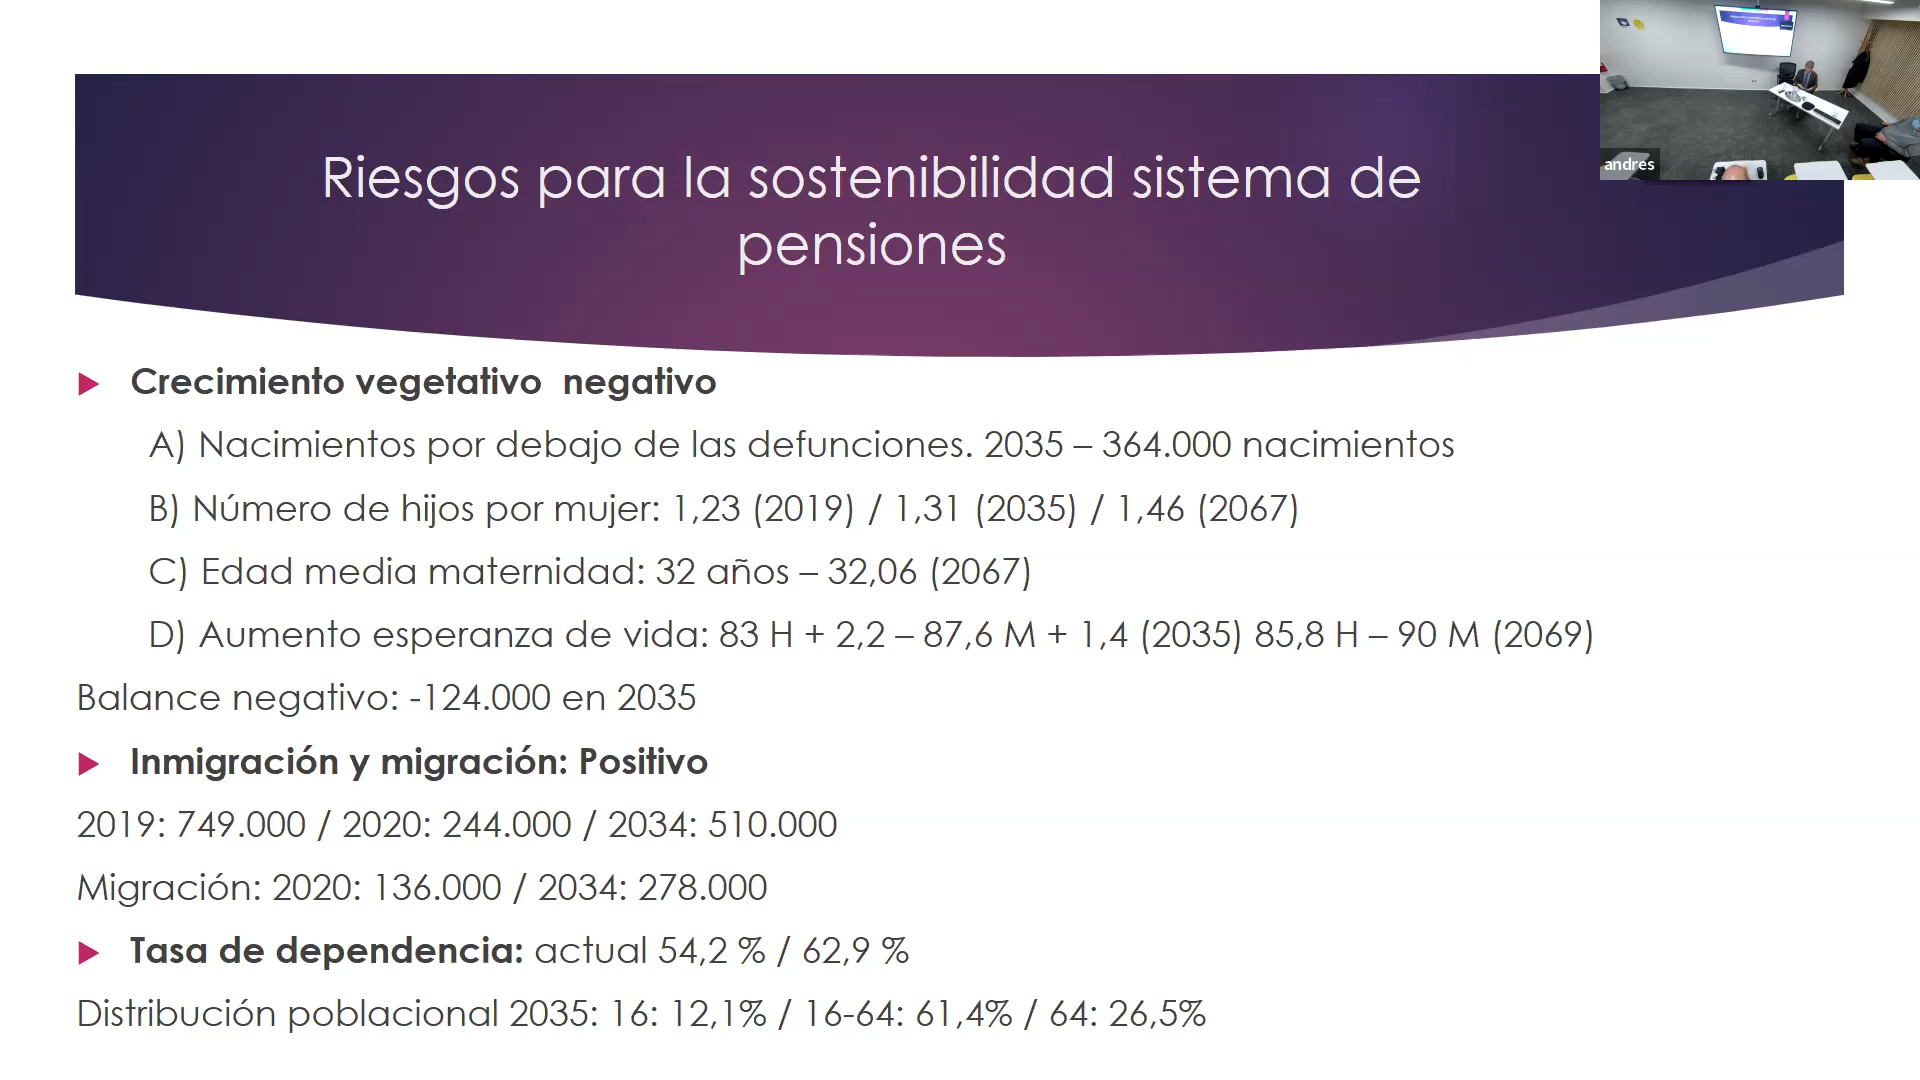 Riesgos para la sostenibilidad sistema de
pensiones
andres
Crecimiento vegetativo negativo
A) Nacimientos por debajo de las defunciones. 2035 – 364.000 nacimientos
B) Número de hijos por mujer: 1,23 (2019) / 1,31 (2035) / 1,46 (2067)
C) Edad media maternidad: 32 años – 32,06 (2067)
D) Aumento esperanza de vida: 83 H + 2,2 – 87,6 M + 1,4 (2035) 85,8 H – 90 M (2069)
Balance negativo: -124.000 en 2035
Inmigración y migración: Positivo
2019: 749.000 / 2020: 244.000 / 2034: 510.000
Migración: 2020: 136.000 / 2034: 278.000
Tasa de dependencia: actual 54,2 % / 62,9 %
Distribución poblacional 2035: 16: 12,1% / 16-64: 61,4% / 64: 26,5%